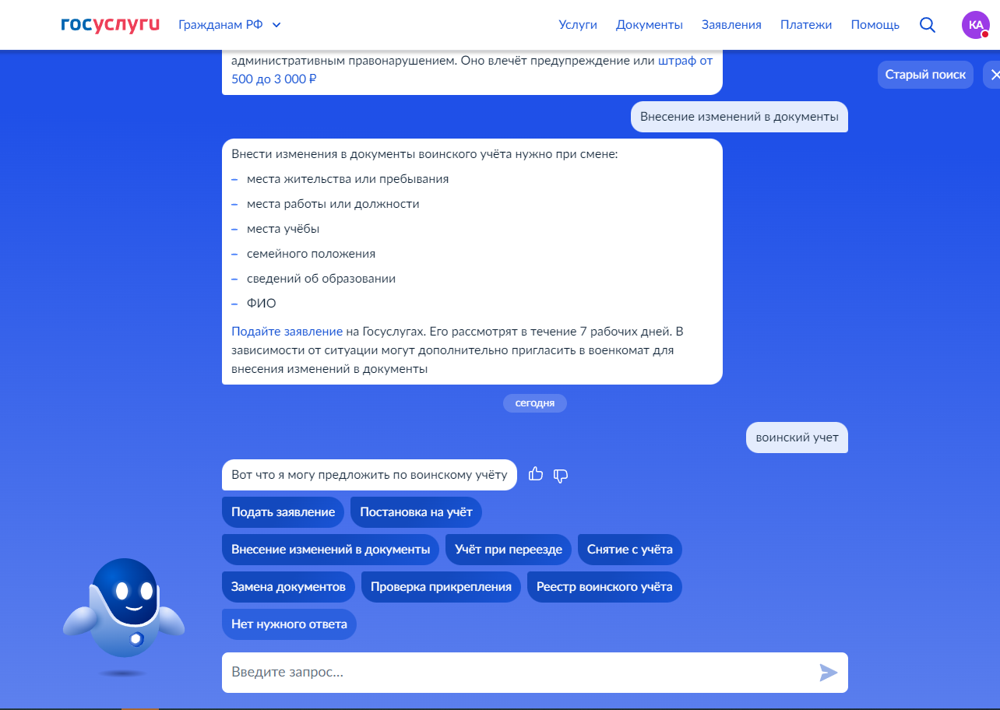 госуслуги Гражданам РФ Услуги Документы Заявления Платежи Помощь КА
административным правонарушением. Оно влечёт предупреждение или штраф от
500 до 3 000 ₽
Старый поиск
Внесение изменений в документы
Внести изменения в документы воинского учёта нужно при смене:
– места жительства или пребывания
– места работы или должности
– места учёбы
– семейного положения
– сведений об образовании
– ФИО
Подайте заявление на Госуслугах. Его рассмотрят в течение 7 рабочих дней. В
зависимости от ситуации могут дополнительно пригласить в военкомат для
внесения изменений в документы
сегодня
воинский учет
Вот что я могу предложить по воинскому учёту
Подать заявление Постановка на учёт
Внесение изменений в документы Учёт при переезде Снятие с учёта
Замена документов Проверка прикрепления Реестр воинского учёта
Нет нужного ответа
Введите запрос...